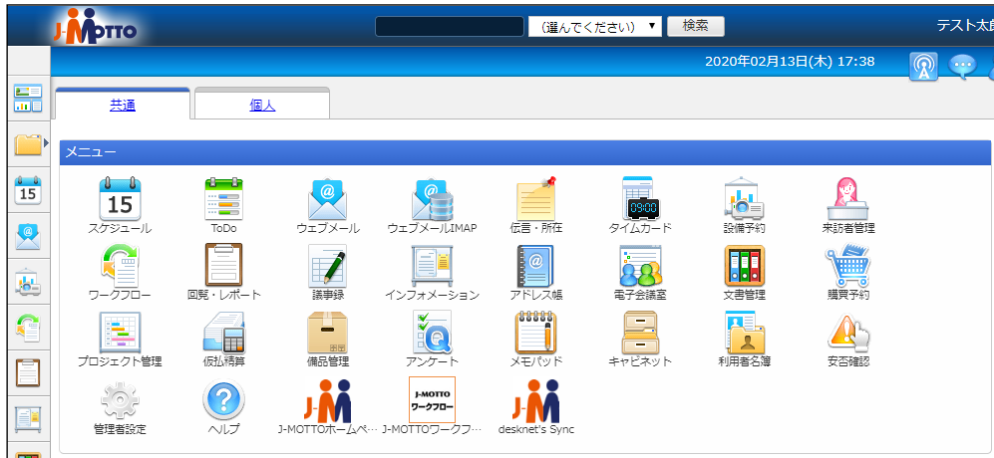 J-MOTTO
(選んでください) 検索 テスト太郎
2020年02月13日(木) 17:38
共通 個人
メニュー
15
15
スケジュール ToDo ウェブメール ウェブメールIMAP 伝言・所在 タイムカード 設備予約 来訪者管理
09:00
ワークフロー 回覧・レポート 議事録 インフォメーション アドレス帳 電子会議室 文書管理 購買予約
プロジェクト管理 仮払精算 備品管理 アンケート メモパッド キャビネット 利用者名簿 安否確認
J-MOTTO
ワークフロー
管理者設定 ヘルプ J-MOTTOホームペ… J-MOTTOワークフ… desknet's Sync